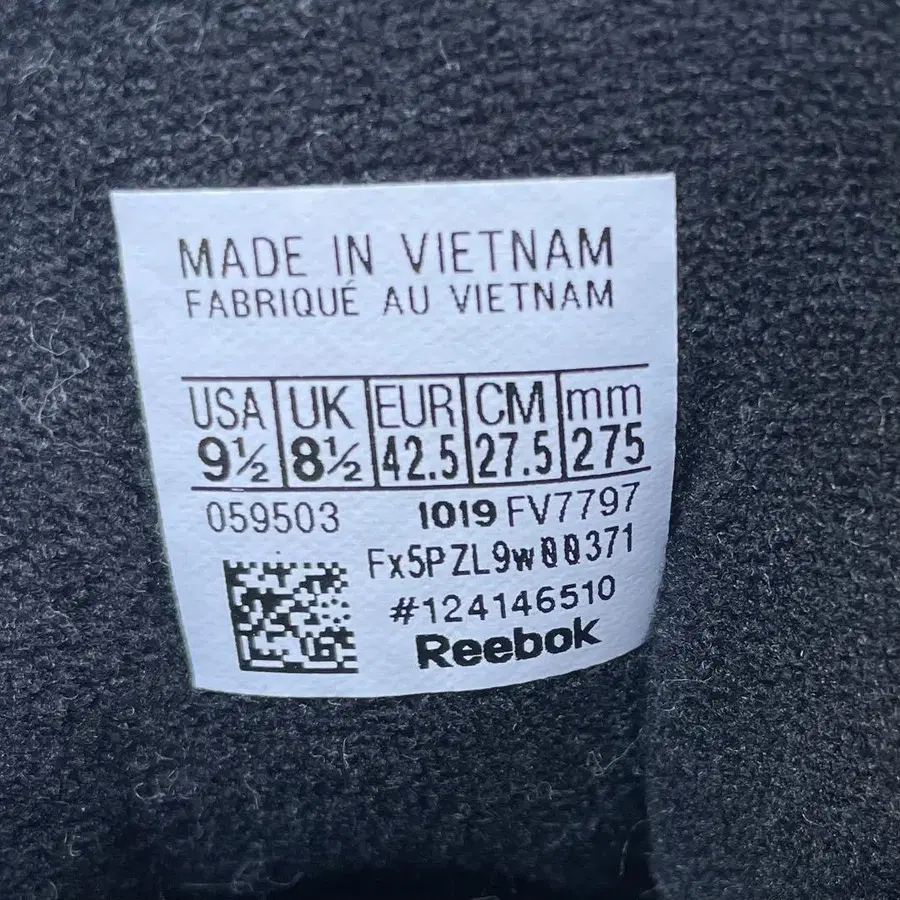 MADE IN VIETNAM
FABRIQUÉ AU VIETNAM
USA UK EUR CM mm
9½ 8½ 42.5 27.5 275
059503 1019 FV7797
Fx5PZL9w00371
#124146510
Reebok